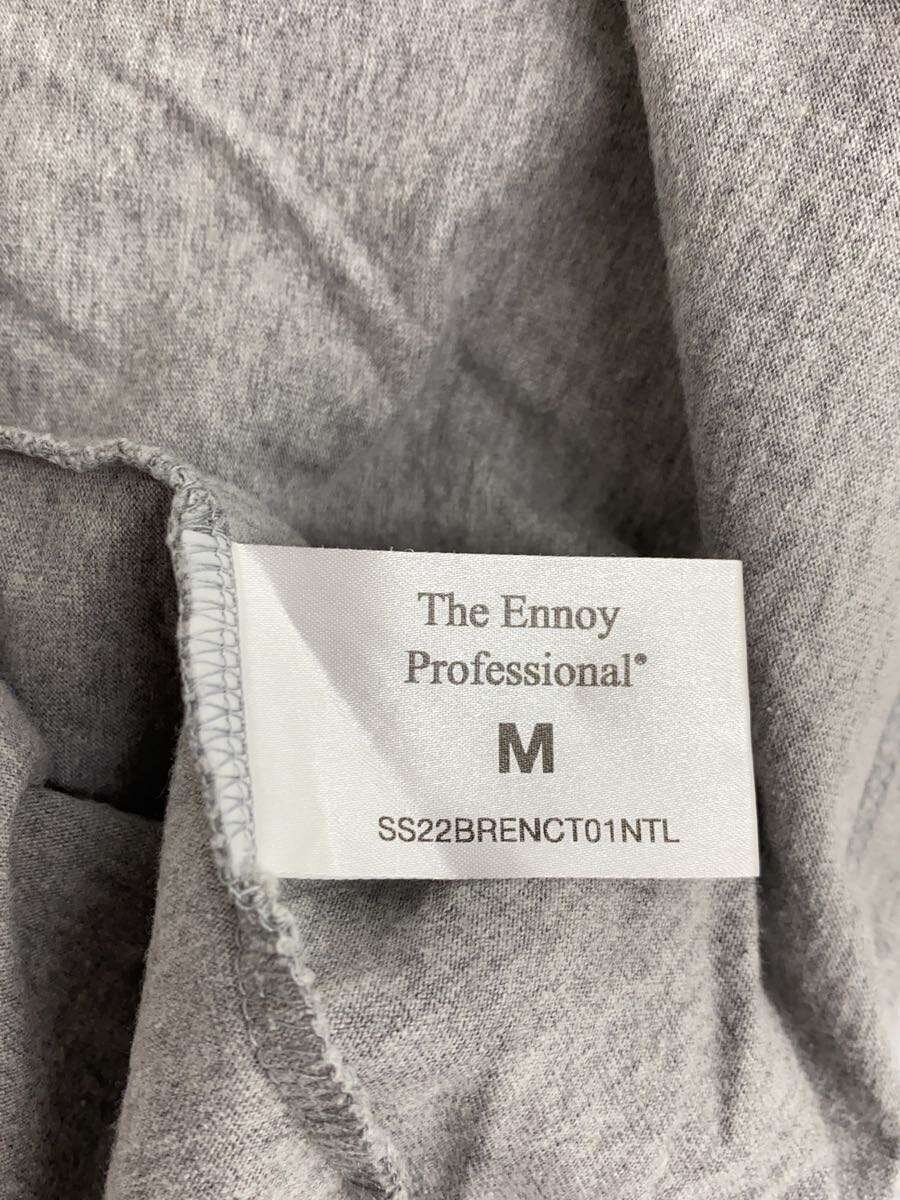 The Ennoy
Professional®
M
SS22BRENCT01NTL